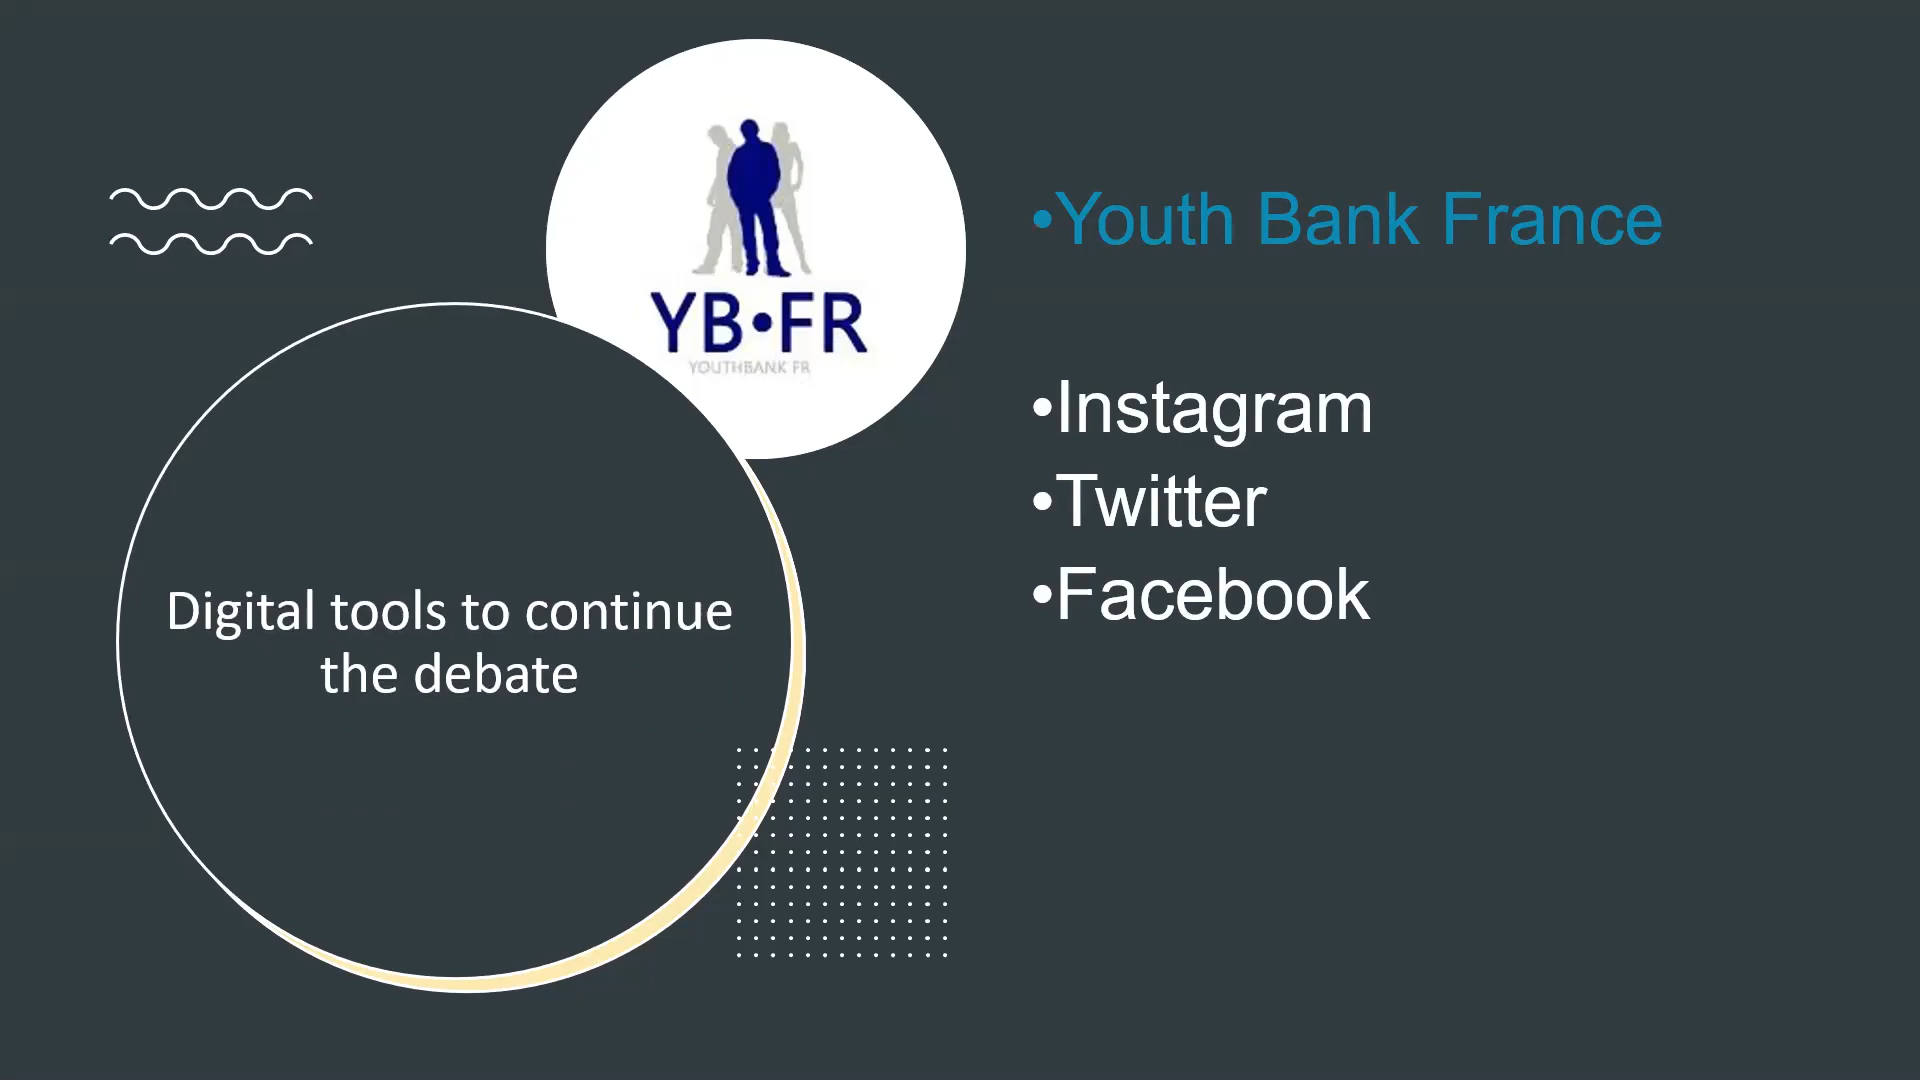 YB•FR
YOUTHBANK FR
Digital tools to continue
the debate
•Youth Bank France
•Instagram
•Twitter
•Facebook